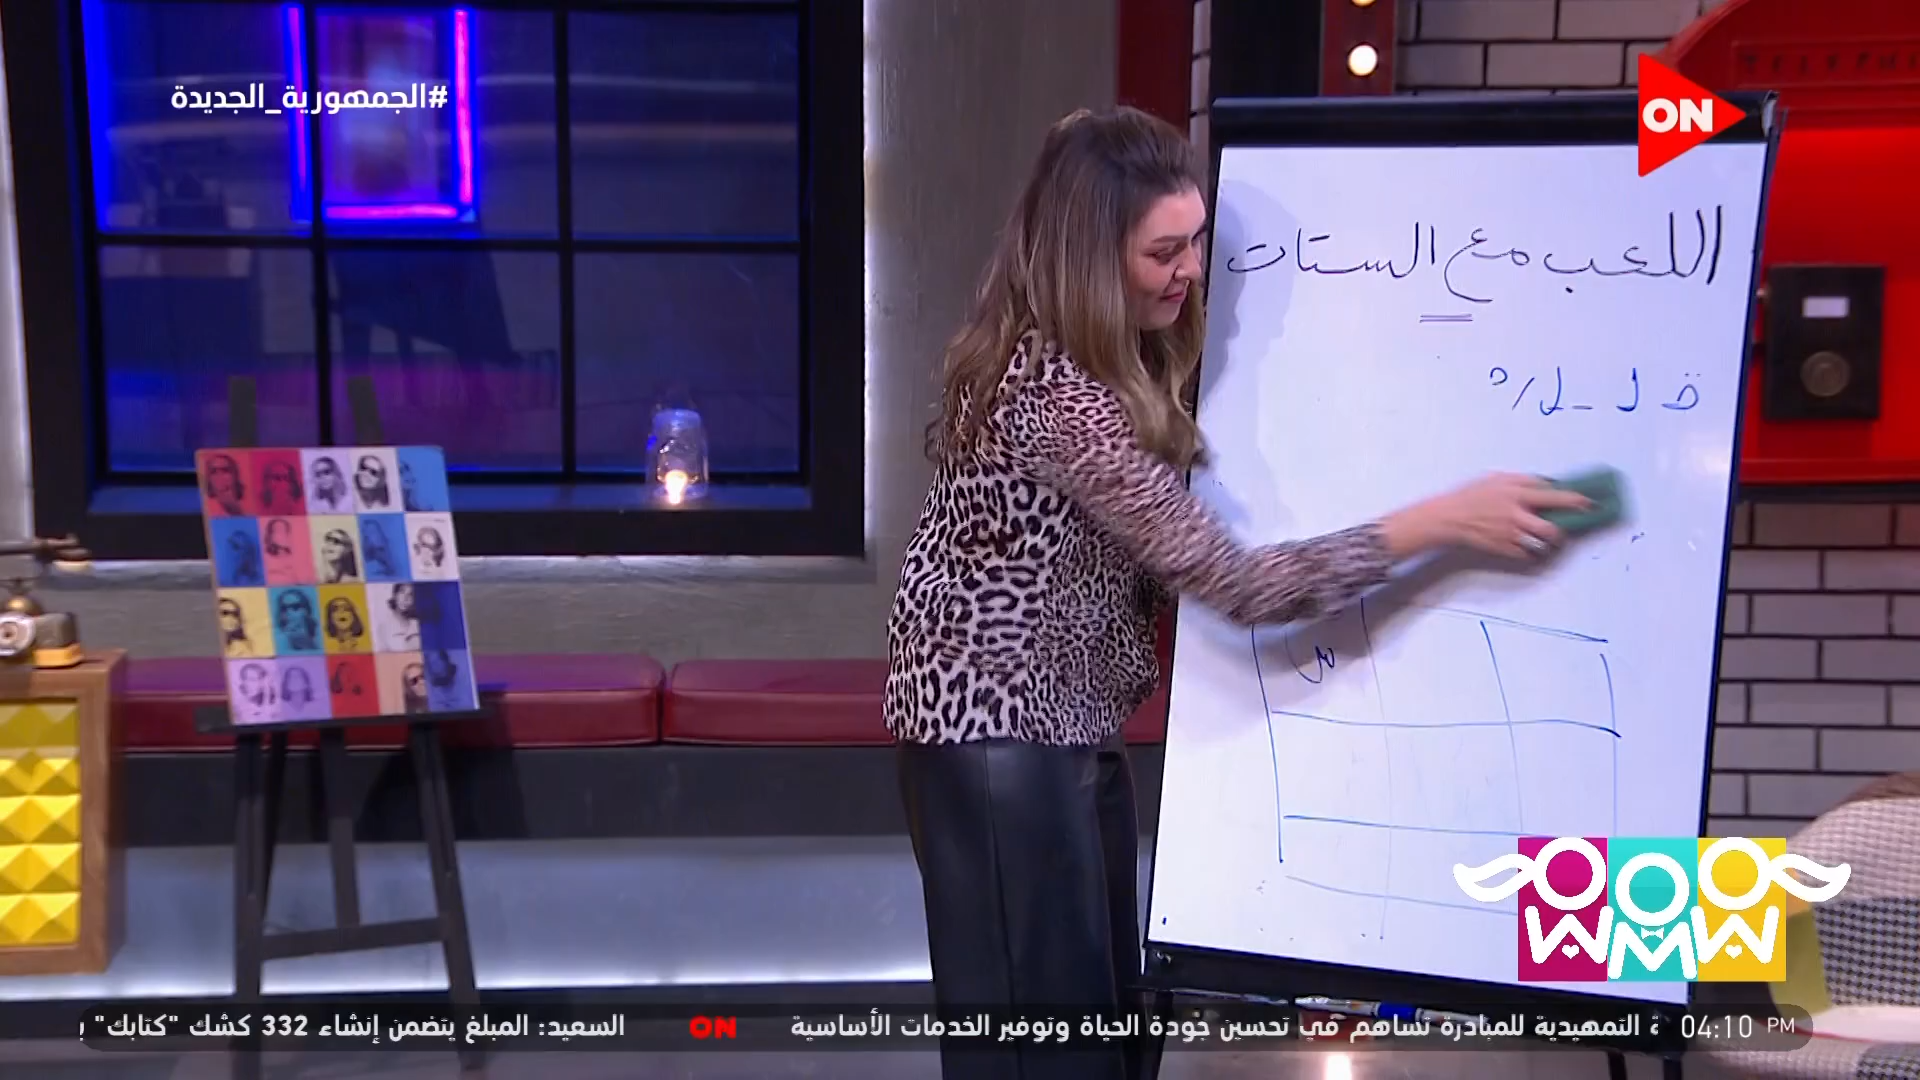 #الجمهورية_الجديدة
ON
اللعب مع الستات
WMW
ة التمهيدية للمبادرة تساهم في تحسين جودة الحياة وتوفير الخدمات الأساسية ON السعيد: المبلغ يتضمن إنشاء 332 كشك "كتابك"
04:10 PM